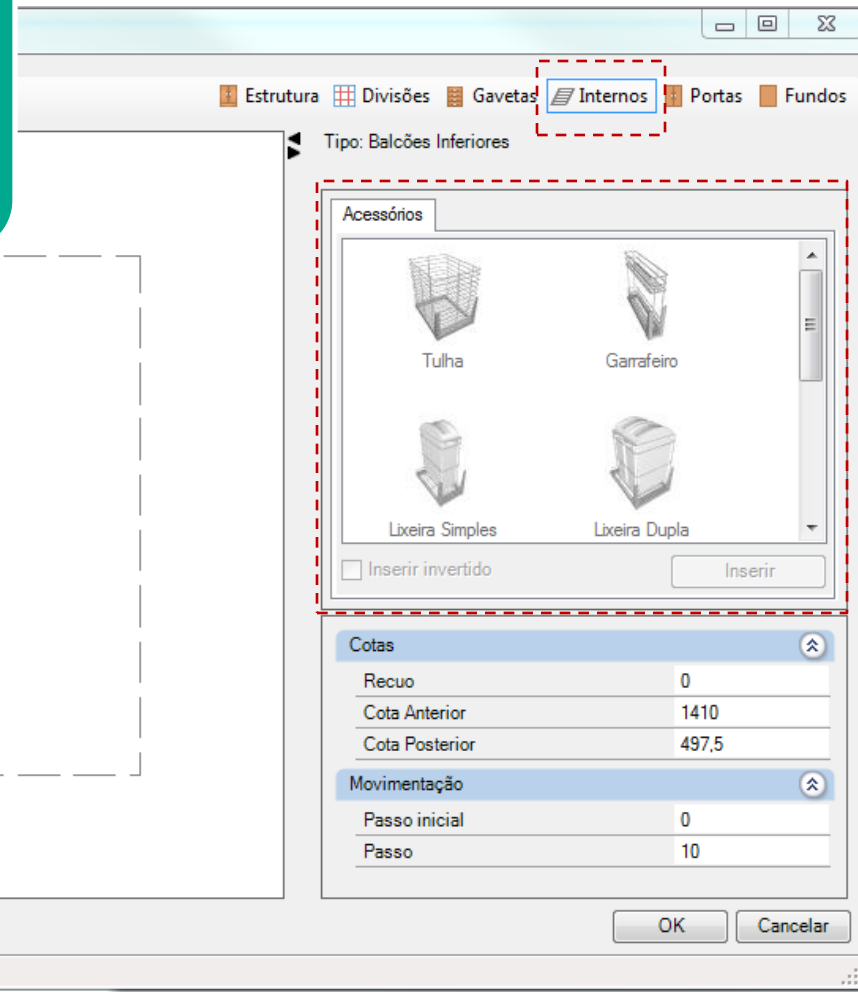 Estrutura Divisões Gavetas Internos Portas Fundos
Tipo: Balcões Inferiores
Acessórios
Tulha Garrafeiro
Lixeira Simples Lixeira Dupla
Inserir invertido Inserir
Cotas
Recuo 0
Cota Anterior 1410
Cota Posterior 497,5
Movimentação
Passo inicial 0
Passo 10
OK Cancelar